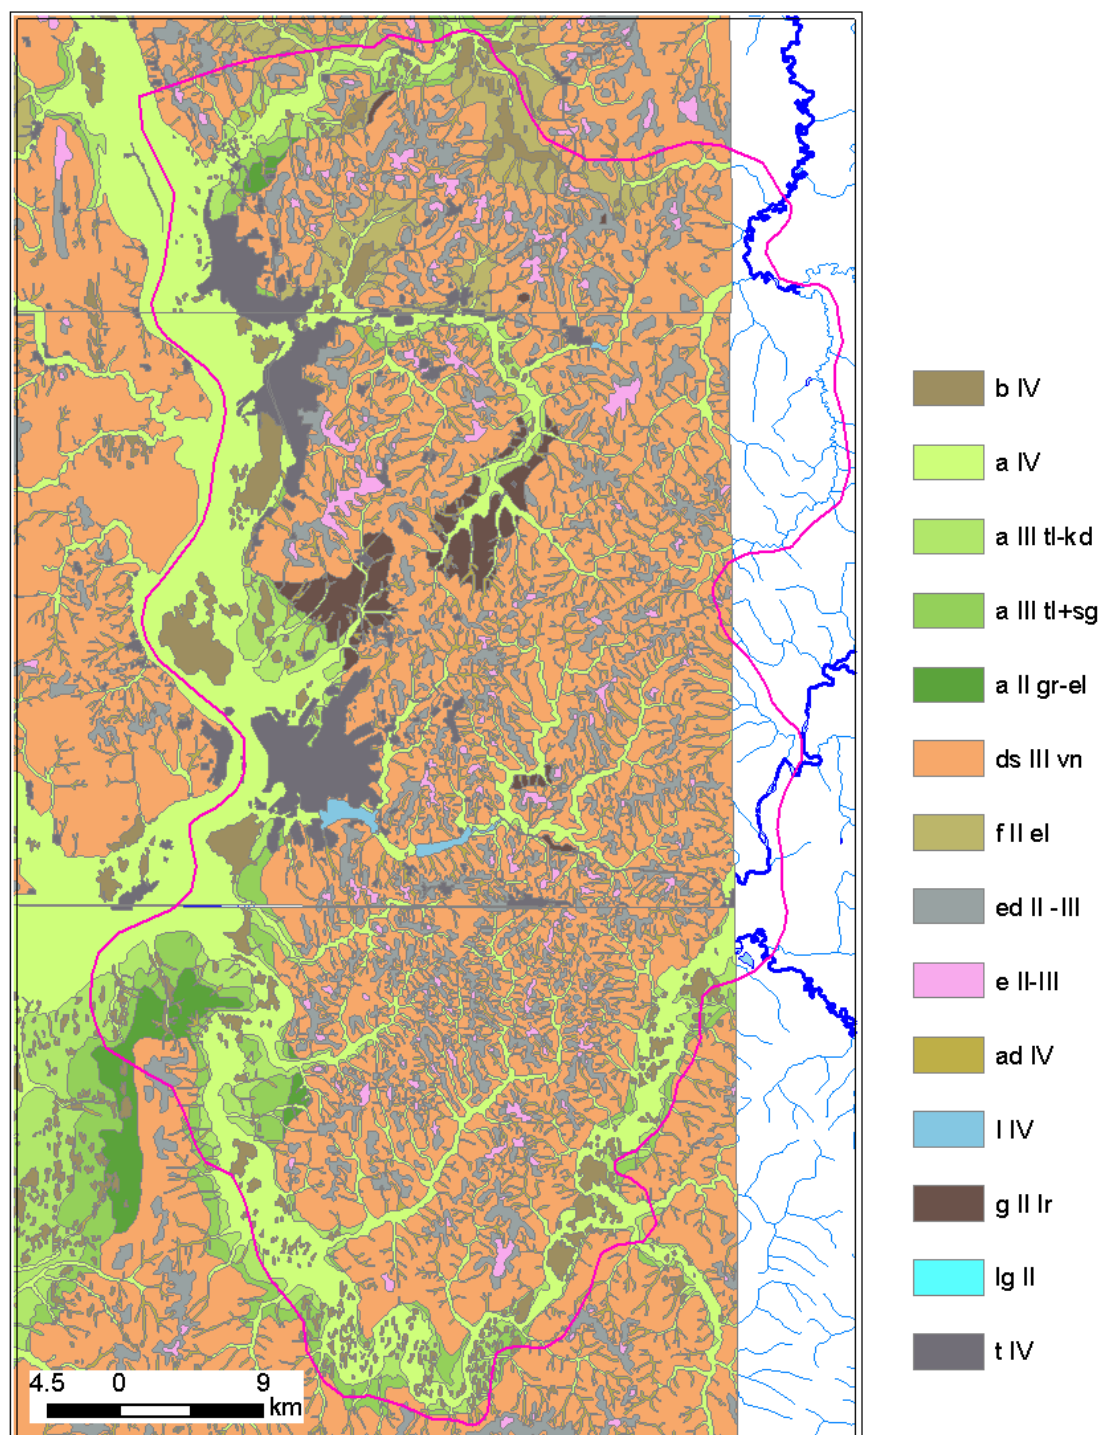 b IV
a IV
a III tl-kd
a III tl+sg
a II gr-el
ds III vn
f II el
ed II -III
e II-III
ad IV
l IV
g II lr
lg II
t IV
4.5 0 9
km